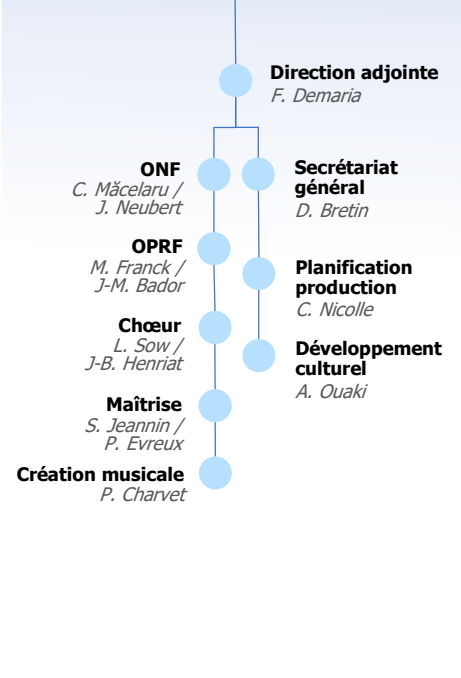 Direction adjointe
F. Demaria
ONF
C. Măcelaru /
J. Neubert
OPRF
M. Franck /
J-M. Bador
Chœur
L. Sow /
J-B. Henriat
Maîtrise
S. Jeannin /
P. Evreux
Création musicale
P. Charvet
Secrétariat
général
D. Bretin
Planification
production
C. Nicolle
Développement
culturel
A. Ouaki